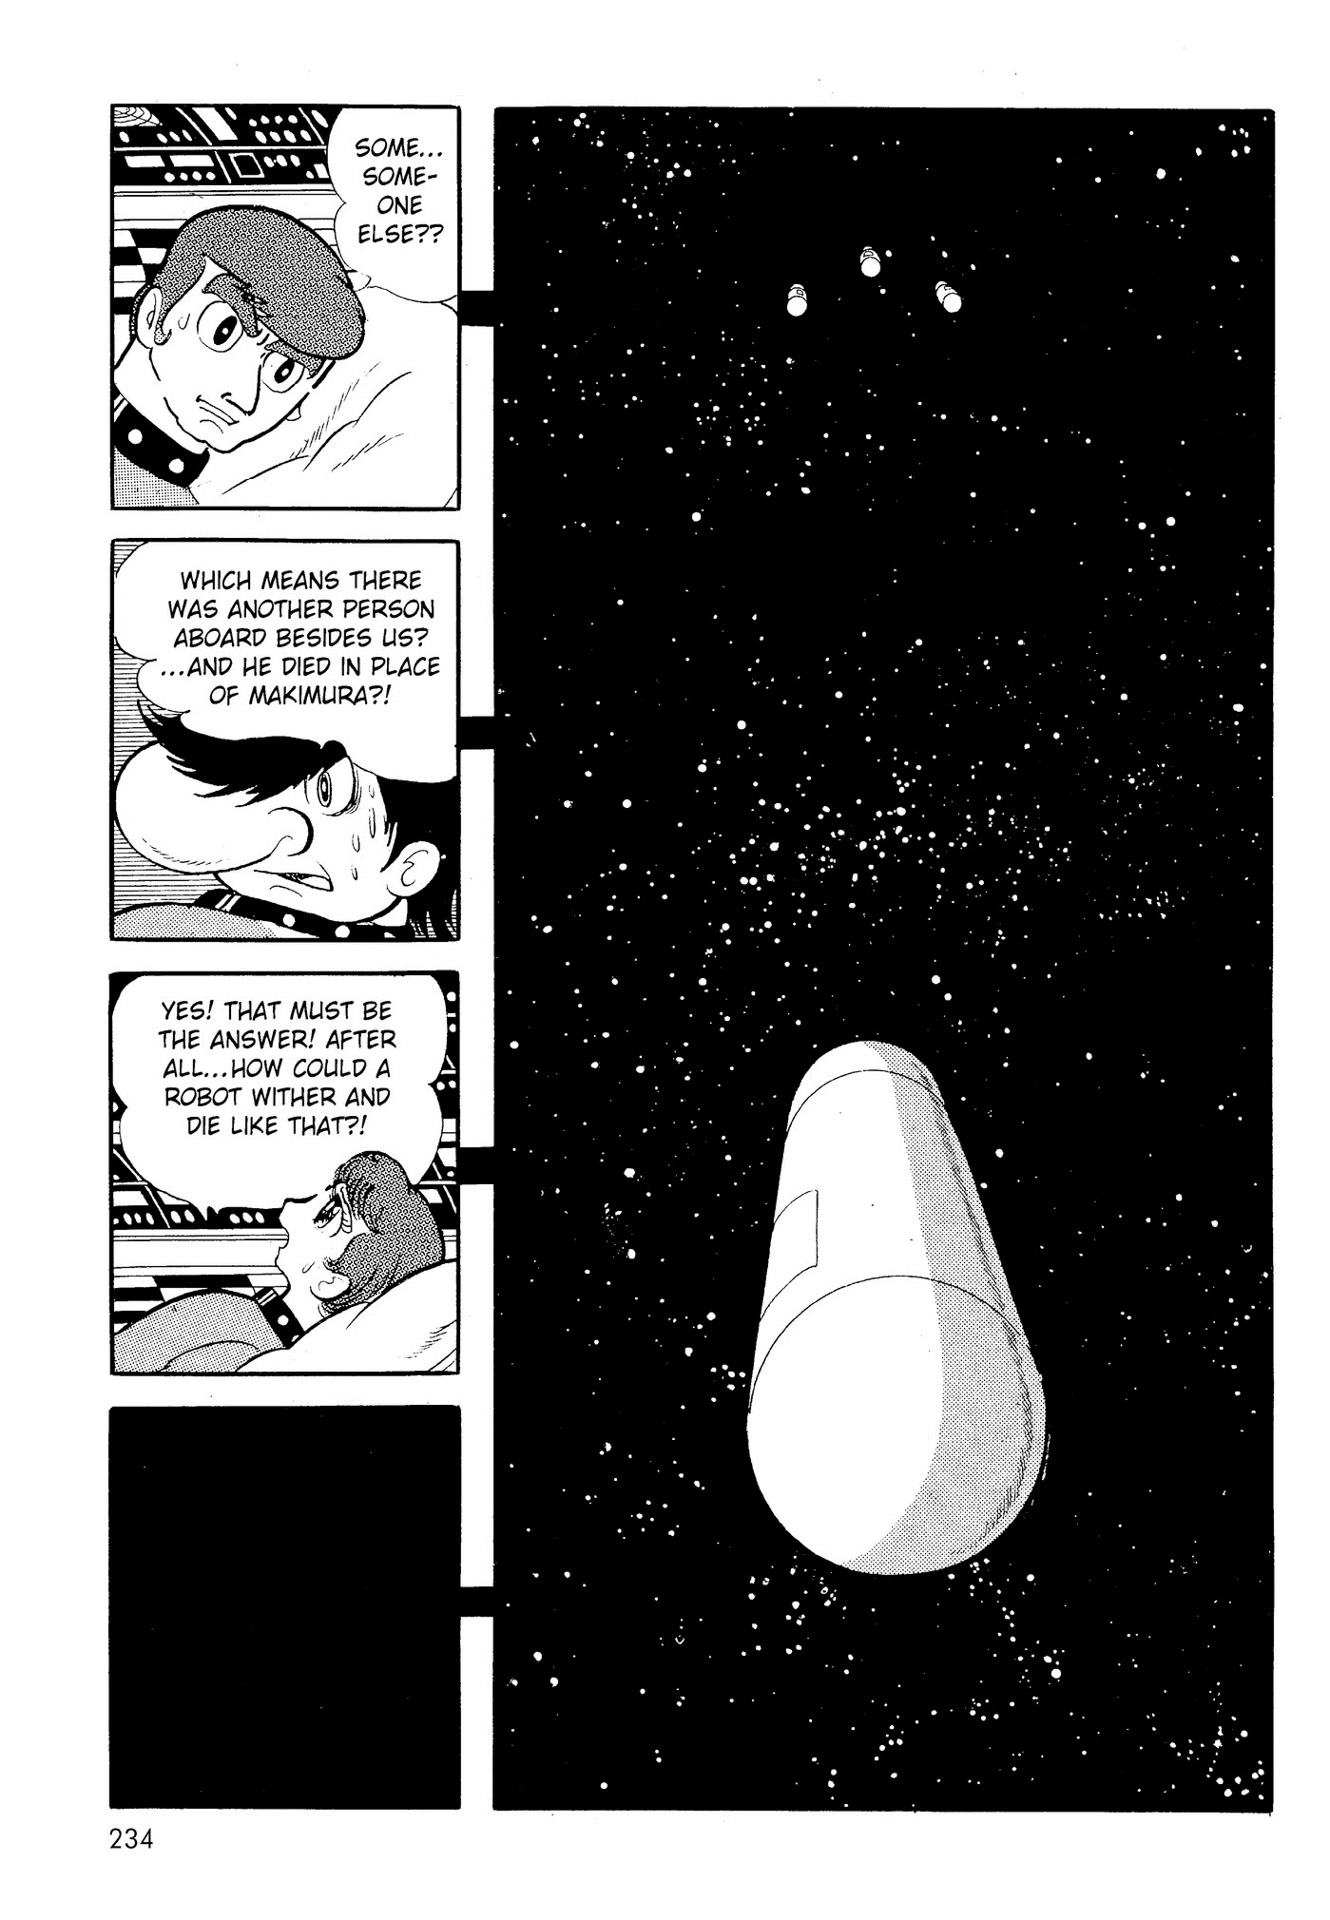 SOME...
SOME-
ONE
ELSE??
WHICH MEANS THERE
WAS ANOTHER PERSON
ABOARD BESIDES US?
...AND HE DIED IN PLACE
OF MAKIMURA?!
YES! THAT MUST BE
THE ANSWER! AFTER
ALL...HOW COULD A
ROBOT WITHER AND
DIE LIKE THAT?!
234